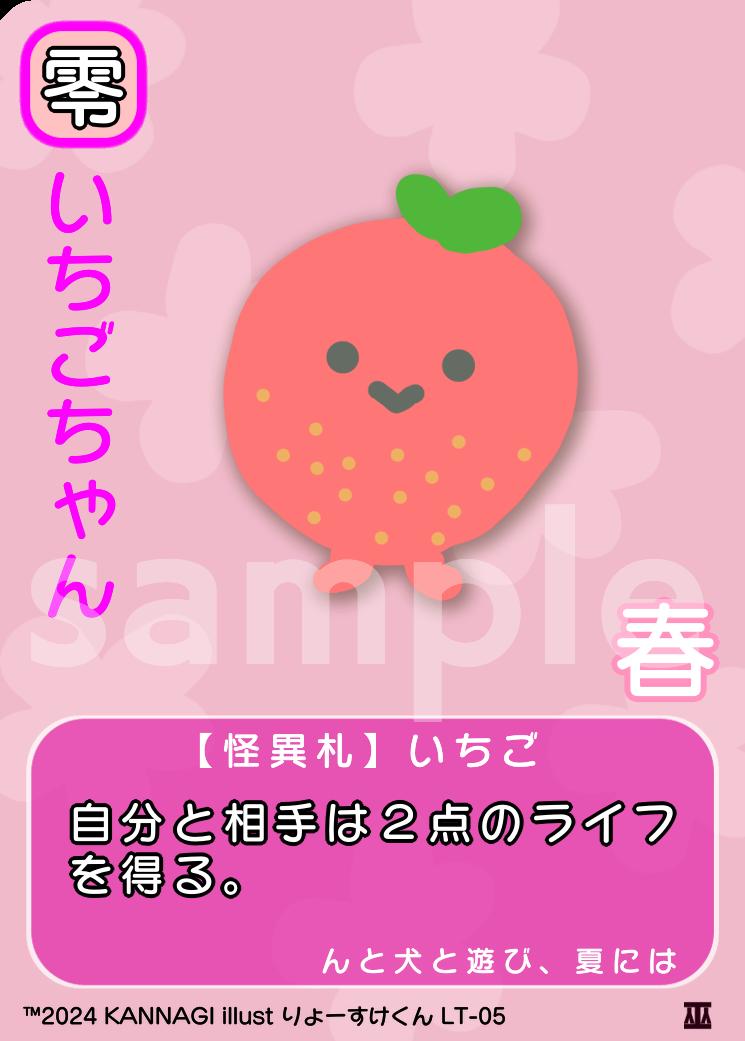 零
いちごちゃん
sample
春
【怪異札】いちご
自分と相手は２点のライフ
を得る。
んと犬と遊び、夏には
™2024 KANNAGI illust りょーすけくん LT-05